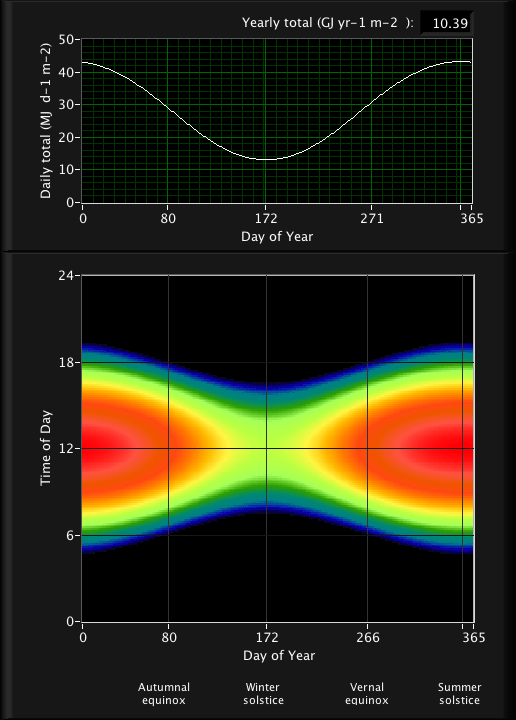 Yearly total (GJ yr-1 m-2 ): 10.39
50
40
30
20
10
0
Daily total (MJ d-1 m-2)
0 80 172 271 365
Day of Year
24
18
12
6
0
Time of Day
0 80 172 266 365
Day of Year
Autumnal equinox
Winter solstice
Vernal equinox
Summer solstice